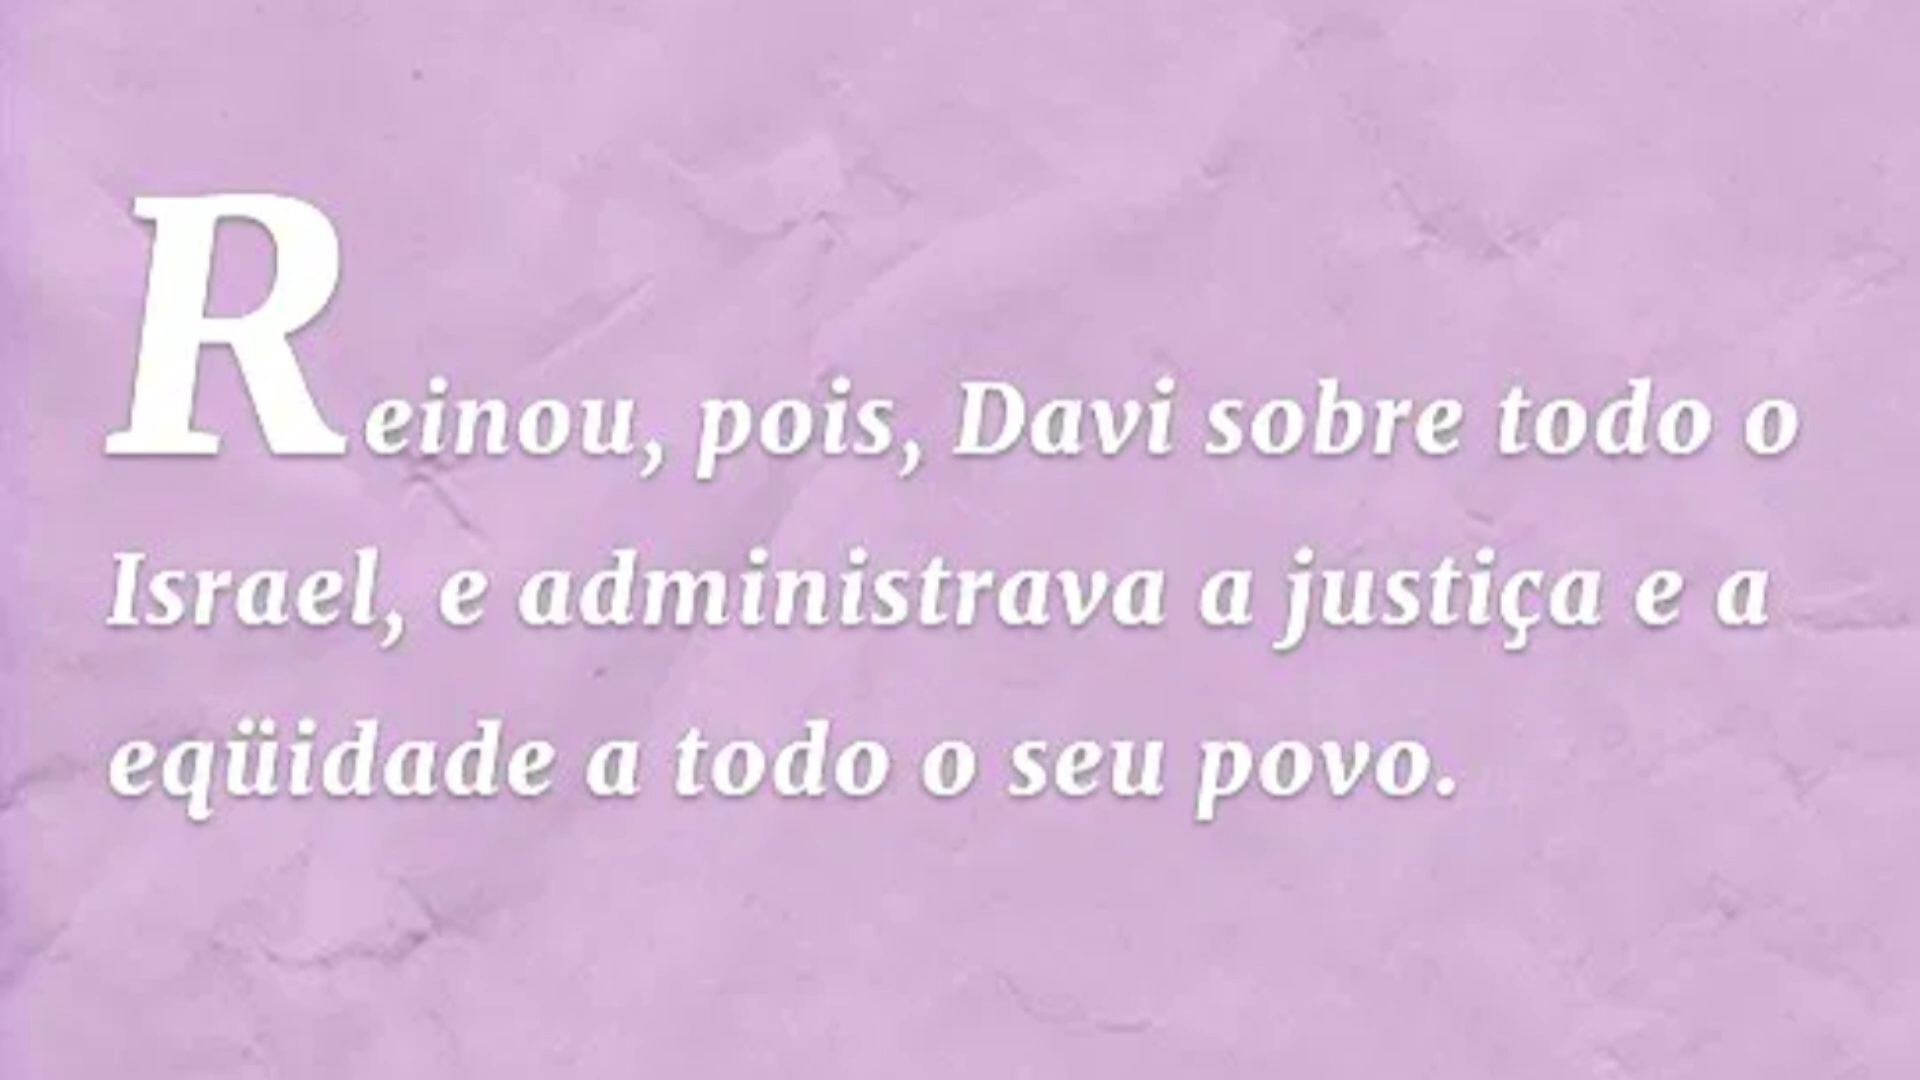 Reinou, pois, Davi sobre todo o
Israel, e administrava a justiça e a
eqüidade a todo o seu povo.